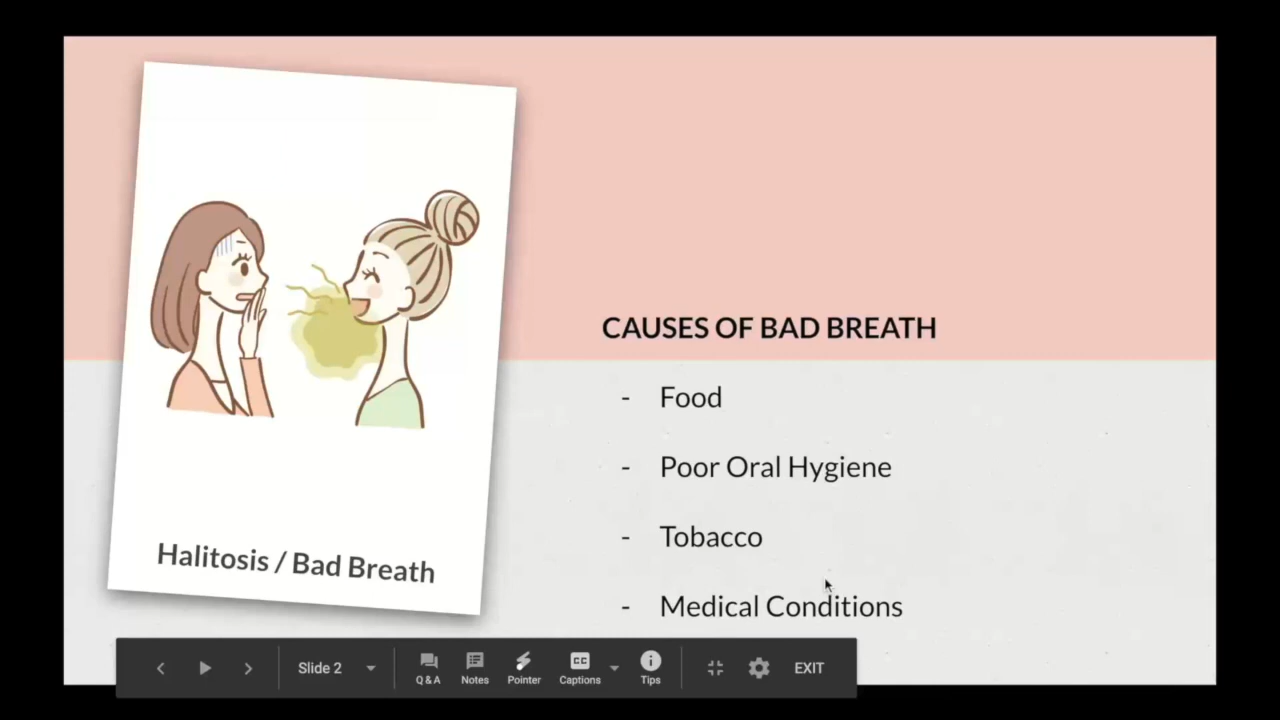 CAUSES OF BAD BREATH
- Food
- Poor Oral Hygiene
- Tobacco
- Medical Conditions
Halitosis / Bad Breath
Slide 2
Q & A
Notes
Pointer
CC
Captions
Tips
EXIT